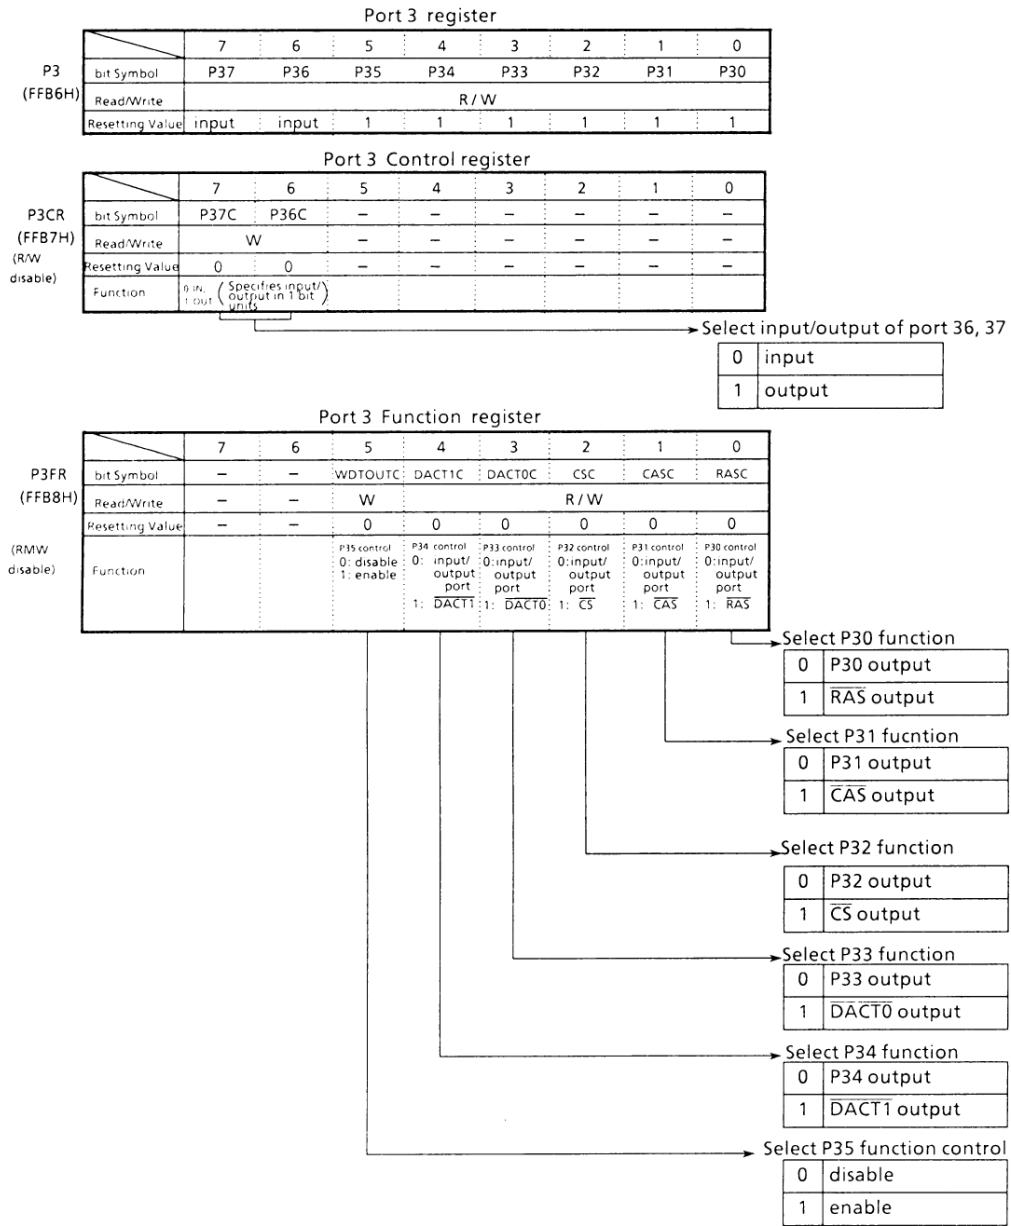 Port 3 register
7 6 5 4 3 2 1 0
P3 (FFB6H)
bit Symbol P37 P36 P35 P34 P33 P32 P31 P30
Read/Write R / W
Resetting Value input input 1 1 1 1 1 1
Port 3 Control register
7 6 5 4 3 2 1 0
P3CR (FFB7H) (R/W disable)
bit Symbol P37C P36C – – – – – –
Read/Write W – – – – – –
Resetting Value 0 0 – – – – – –
Function 0 IN, 1 OUT (Specifies input/output in 1 bit units)
Select input/output of port 36, 37
0 input
1 output
Port 3 Function register
7 6 5 4 3 2 1 0
P3FR (FFB8H) (RMW disable)
bit Symbol – – WDTOUTC DACT1C DACT0C CSC CASC RASC
Read/Write – – W R / W
Resetting Value – – 0 0 0 0 0 0
Function
P35 control
0: disable
1: enable
P34 control
0: input/
output
port
1: DACT1
P33 control
0:input/
output
port
1: DACT0
P32 control
0:input/
output
port
1: CS
P31 control
0:input/
output
port
1: CAS
P30 control
0:input/
output
port
1: RAS
Select P30 function
0 P30 output
1 RAS output
Select P31 fucntion
0 P31 output
1 CAS output
Select P32 function
0 P32 output
1 CS output
Select P33 function
0 P33 output
1 DACT0 output
Select P34 function
0 P34 output
1 DACT1 output
Select P35 function control
0 disable
1 enable